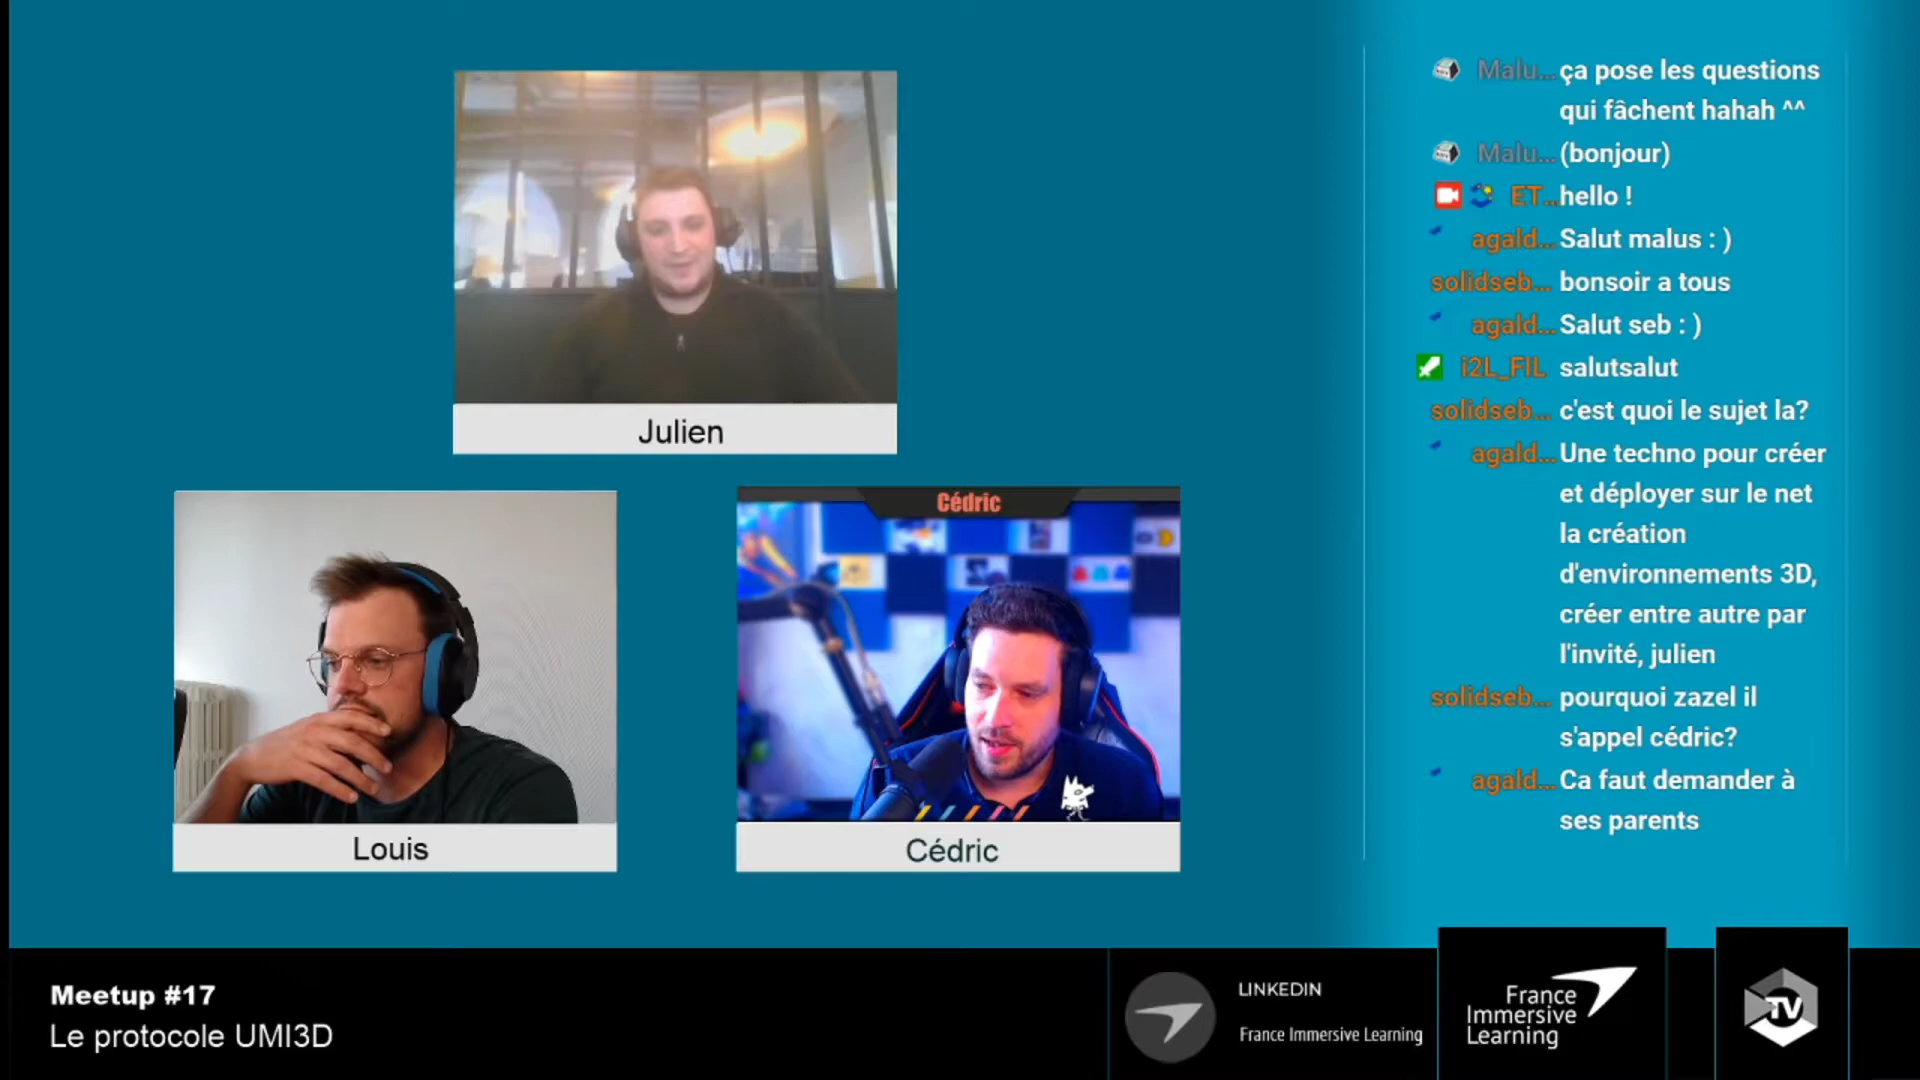 Julien
Louis
Cédric
Cédric
Malu... ça pose les questions
qui fâchent hahah ^^
Malu... (bonjour)
ET... hello !
agald... Salut malus : )
solidseb... bonsoir a tous
agald... Salut seb : )
i2L_FIL salutsalut
solidseb... c'est quoi le sujet la?
agald... Une techno pour créer
et déployer sur le net
la création
d'environnements 3D,
créer entre autre par
l'invité, julien
solidseb... pourquoi zazel il
s'appel cédric?
agald... Ca faut demander à
ses parents
Meetup #17
Le protocole UMI3D
LINKEDIN
France Immersive Learning
France
Immersive
Learning
TV